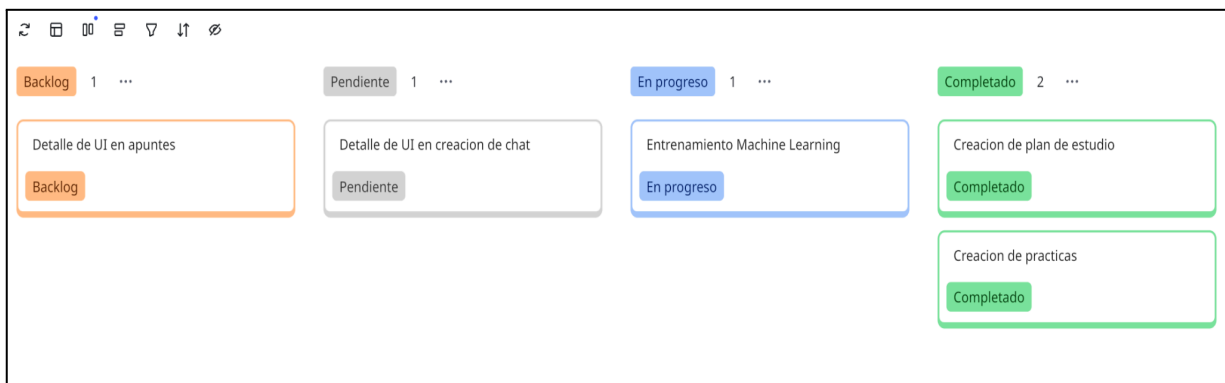 Backlog 1 ...
Detalle de UI en apuntes
Backlog
Pendiente 1 ...
Detalle de UI en creacion de chat
Pendiente
En progreso 1 ...
Entrenamiento Machine Learning
En progreso
Completado 2 ...
Creacion de plan de estudio
Completado
Creacion de practicas
Completado